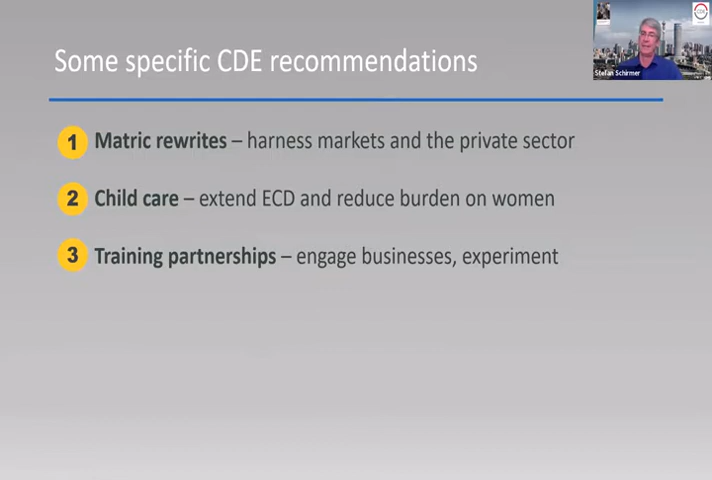 Some specific CDE recommendations
Stefan Schirmer
1 Matric rewrites – harness markets and the private sector
2 Child care – extend ECD and reduce burden on women
3 Training partnerships – engage businesses, experiment